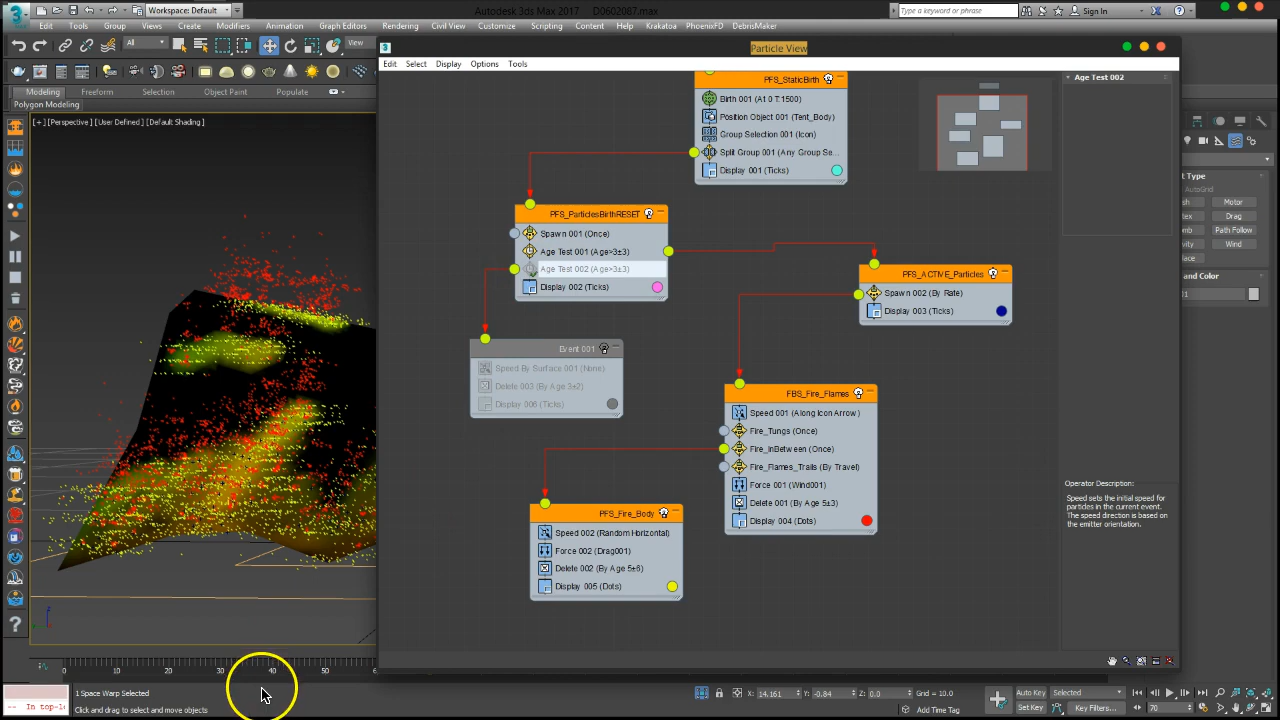 Workspace: Default
Autodesk 3ds Max 2017 D0602087.max
Type a keyword or phrase
Sign In
Edit Tools Group Views Create Modifiers Animation Graph Editors Rendering Civil View Customize Scripting Content Help Krakatoa PhoenixFD DebrisMaker
All
View
Modeling Freeform Selection Object Paint Populate
Polygon Modeling
[+] [Perspective] [User Defined] [Default Shading]
Particle View
Edit Select Display Options Tools
PFS_StaticBirth
Birth 001 (At 0 T:1500)
Position Object 001 (Tent_Body)
Group Selection 001 (Icon)
Split Group 001 (Any Group Se...
Display 001 (Ticks)
PFS_ParticlesBirthRESET
Spawn 001 (Once)
Age Test 001 (Age>3±3)
Age Test 002 (Age>3±3)
Display 002 (Ticks)
PFS_ACTIVE_Particles
Spawn 002 (By Rate)
Display 003 (Ticks)
Event 001
Speed By Surface 001 (None)
Delete 003 (By Age 3±2)
Display 006 (Ticks)
FBS_Fire_Flames
Speed 001 (Along Icon Arrow)
Fire_Tungs (Once)
Fire_InBetween (Once)
Fire_Flames_Trails (By Travel)
Force 001 (Wind001)
Delete 001 (By Age 5±3)
Display 004 (Dots)
PFS_Fire_Body
Speed 002 (Random Horizontal)
Force 002 (Drag001)
Delete 002 (By Age 5±6)
Display 005 (Dots)
Age Test 002
Operator Description:
Speed sets the initial speed for
particles in the current event.
The speed direction is based on
the emitter orientation.
AutoGrid
Motor
Drag
Path Follow
Wind
0 10 20 30 40 50
1 Space Warp Selected
Click and drag to select and move objects
X: 14.161 Y: -0.84 Z: 0.0 Grid = 10.0
Add Time Tag
Auto Key Selected
Set Key Key Filters...
70